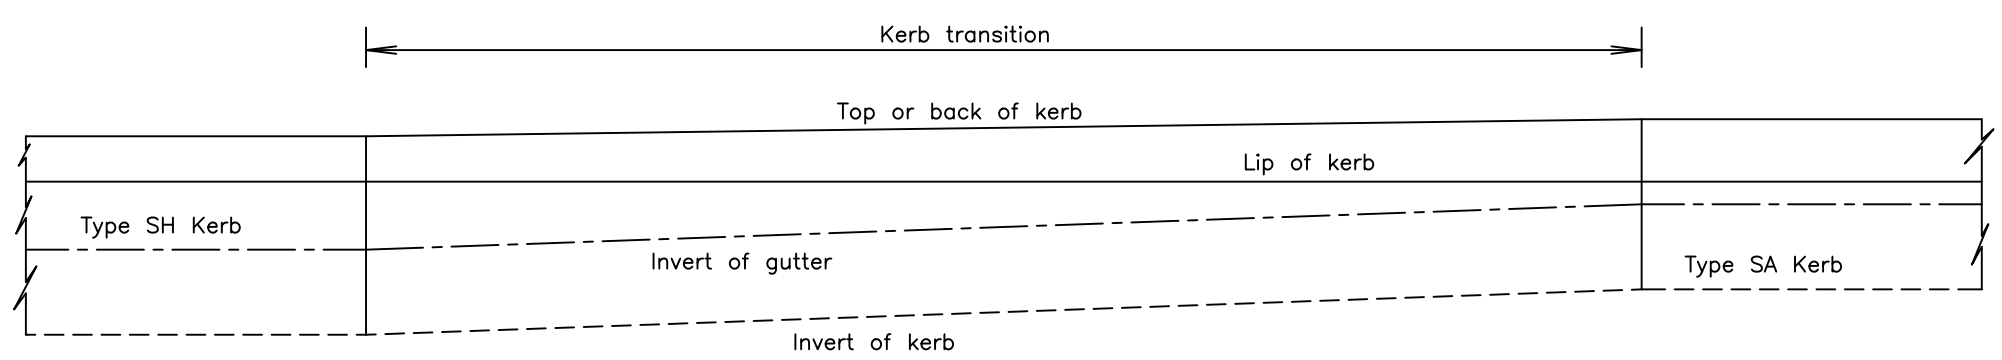 Kerb transition
Top or back of kerb
Lip of kerb
Type SH Kerb
Invert of gutter
Type SA Kerb
Invert of kerb